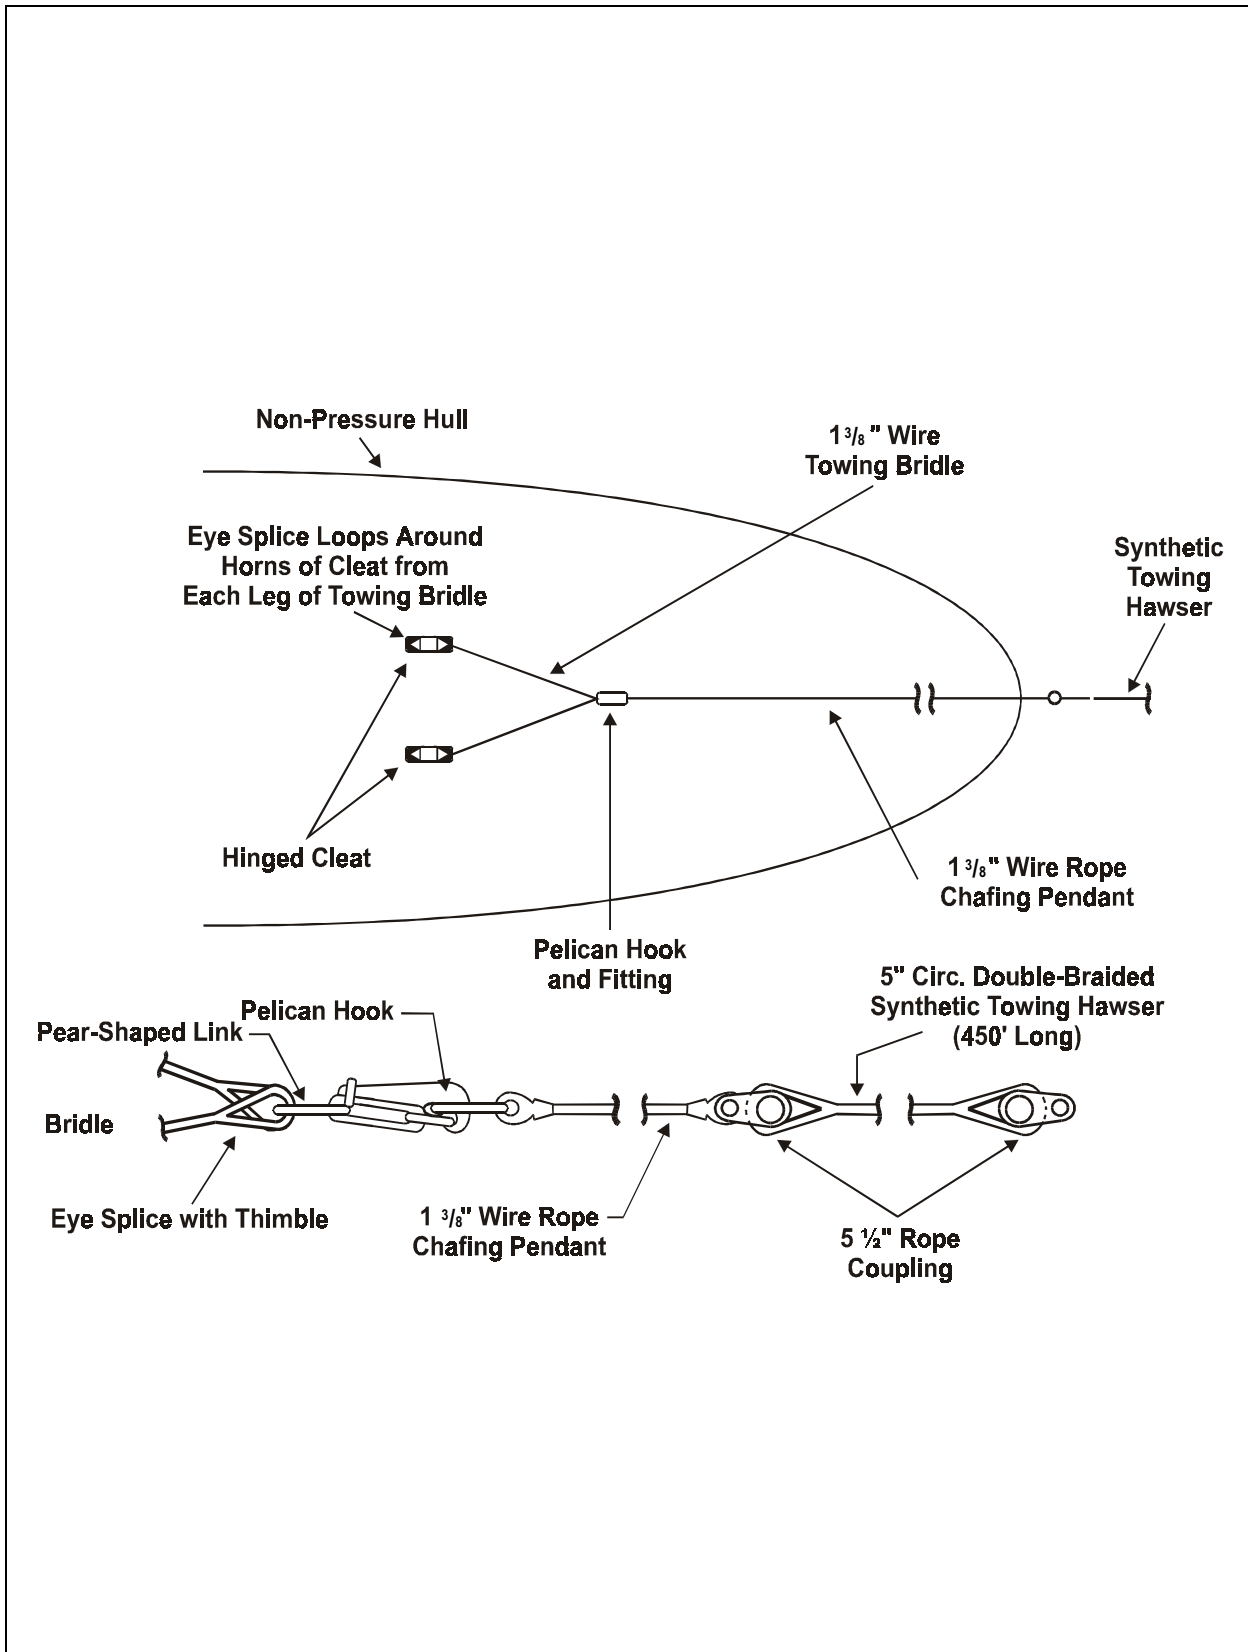 Non-Pressure Hull
1 3/8 " Wire
Towing Bridle
Eye Splice Loops Around
Horns of Cleat from
Each Leg of Towing Bridle
Synthetic
Towing
Hawser
Hinged Cleat
1 3/8" Wire Rope
Chafing Pendant
Pelican Hook
and Fitting
5" Circ. Double-Braided
Synthetic Towing Hawser
(450' Long)
Pelican Hook
Pear-Shaped Link
Bridle
Eye Splice with Thimble
1 3/8" Wire Rope
Chafing Pendant
5 ½" Rope
Coupling